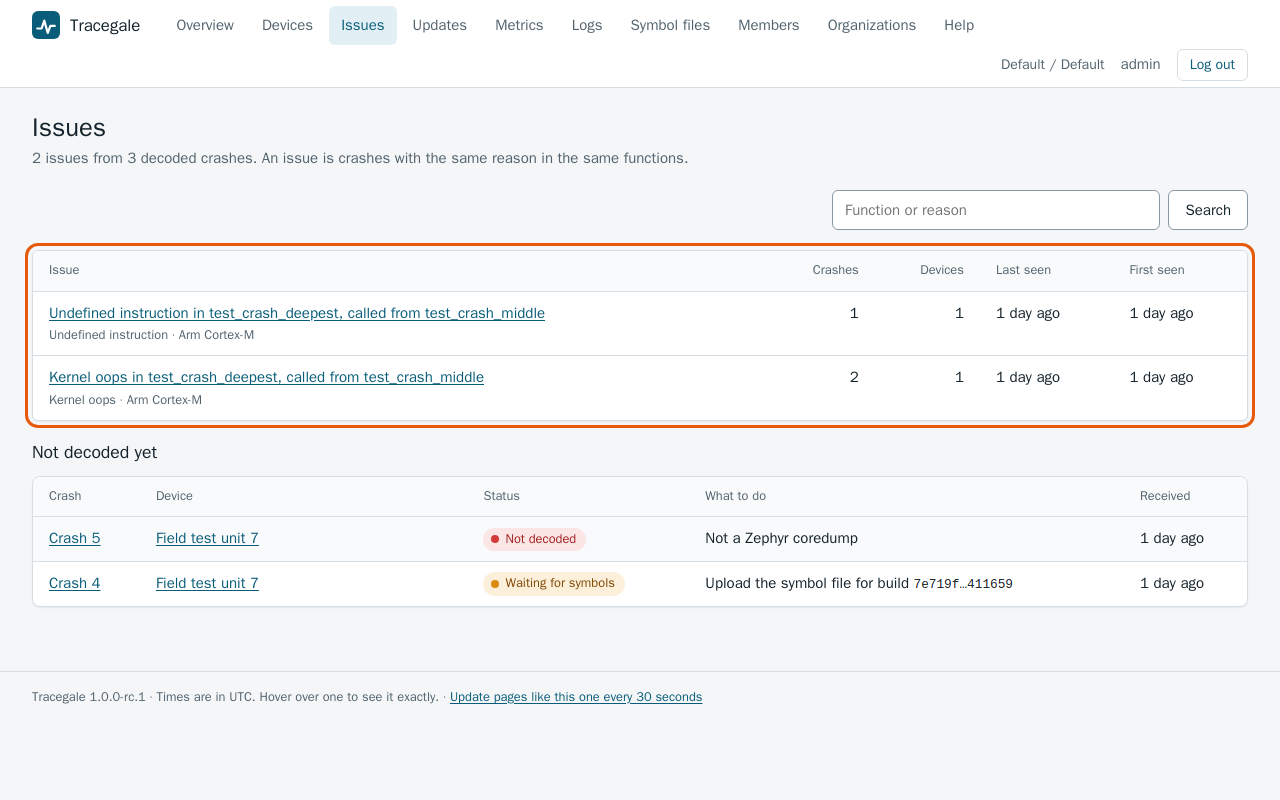 Tracegale Overview Devices Issues Updates Metrics Logs Symbol files Members Organizations Help
Default / Default admin Log out
Issues
2 issues from 3 decoded crashes. An issue is crashes with the same reason in the same functions.
Function or reason Search
Issue Crashes Devices Last seen First seen
Undefined instruction in test_crash_deepest, called from test_crash_middle 1 1 1 day ago 1 day ago
Undefined instruction · Arm Cortex-M
Kernel oops in test_crash_deepest, called from test_crash_middle 2 1 1 day ago 1 day ago
Kernel oops · Arm Cortex-M
Not decoded yet
Crash Device Status What to do Received
Crash 5 Field test unit 7 Not decoded Not a Zephyr coredump 1 day ago
Crash 4 Field test unit 7 Waiting for symbols Upload the symbol file for build 7e719f…411659 1 day ago
Tracegale 1.0.0-rc.1 · Times are in UTC. Hover over one to see it exactly. · Update pages like this one every 30 seconds